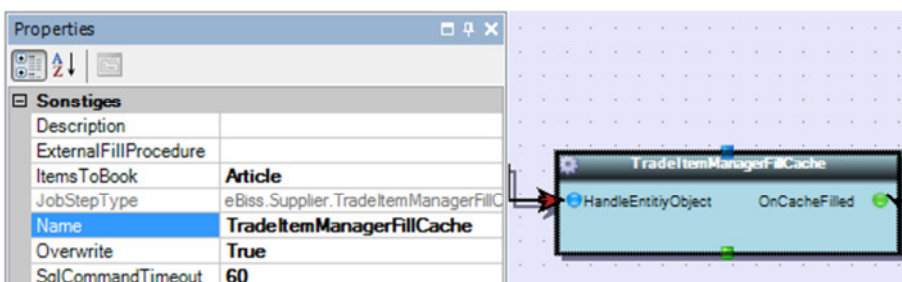 Properties
Sonstiges
Description
ExternalFillProcedure
ItemsToBook Article
JobStepType eBiss.Supplier.TradeItemManagerFillC
Name TradeItemManagerFillCache
Overwrite True
SqlCommandTimeout 60
TradeItemManagerFillCache
HandleEntitiyObject OnCacheFilled